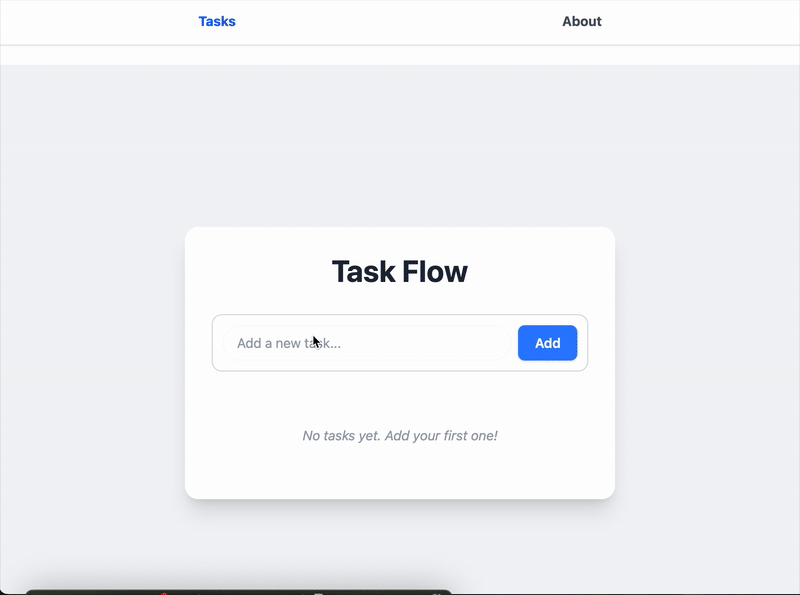 Tasks About
Task Flow
Add a new task...
Add
No tasks yet. Add your first one!